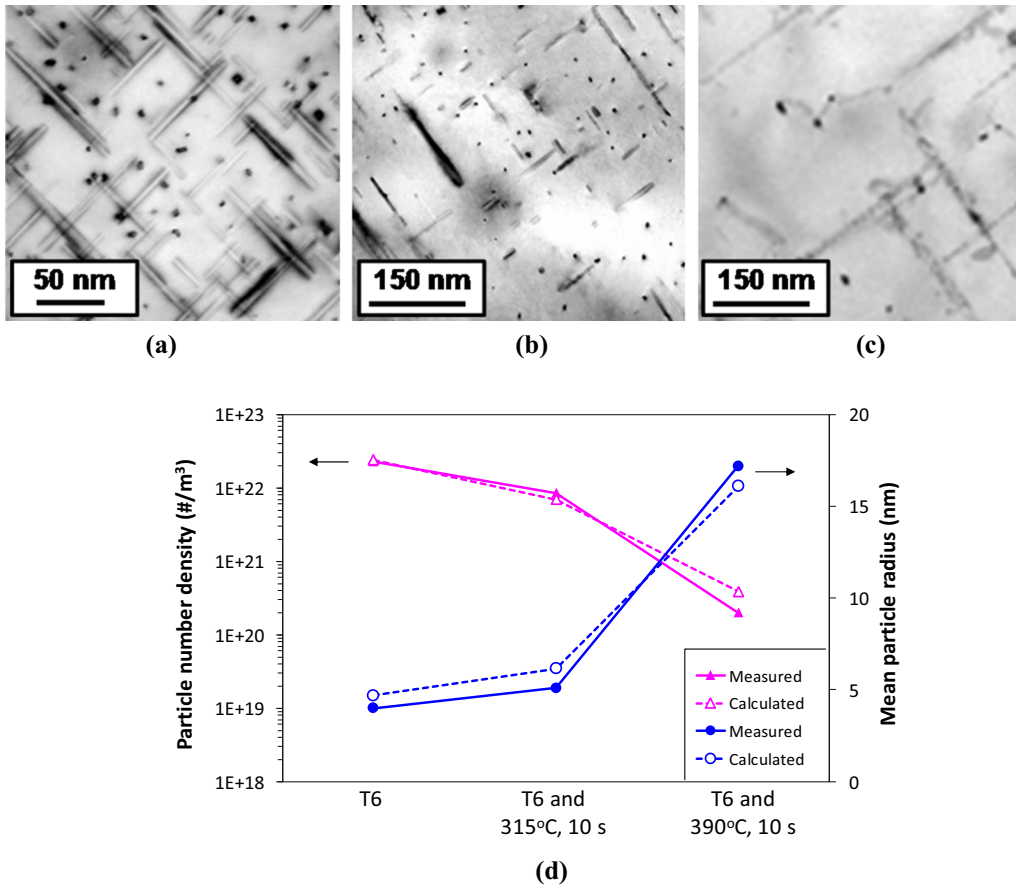 50 nm
150 nm
150 nm
(a)
(b)
(c)
1E+23
1E+22
1E+21
1E+20
1E+19
1E+18
Particle number density (#/m³)
20
15
10
5
0
Mean particle radius (nm)
Measured
Calculated
Measured
Calculated
T6
T6 and
315°C, 10 s
T6 and
390°C, 10 s
(d)